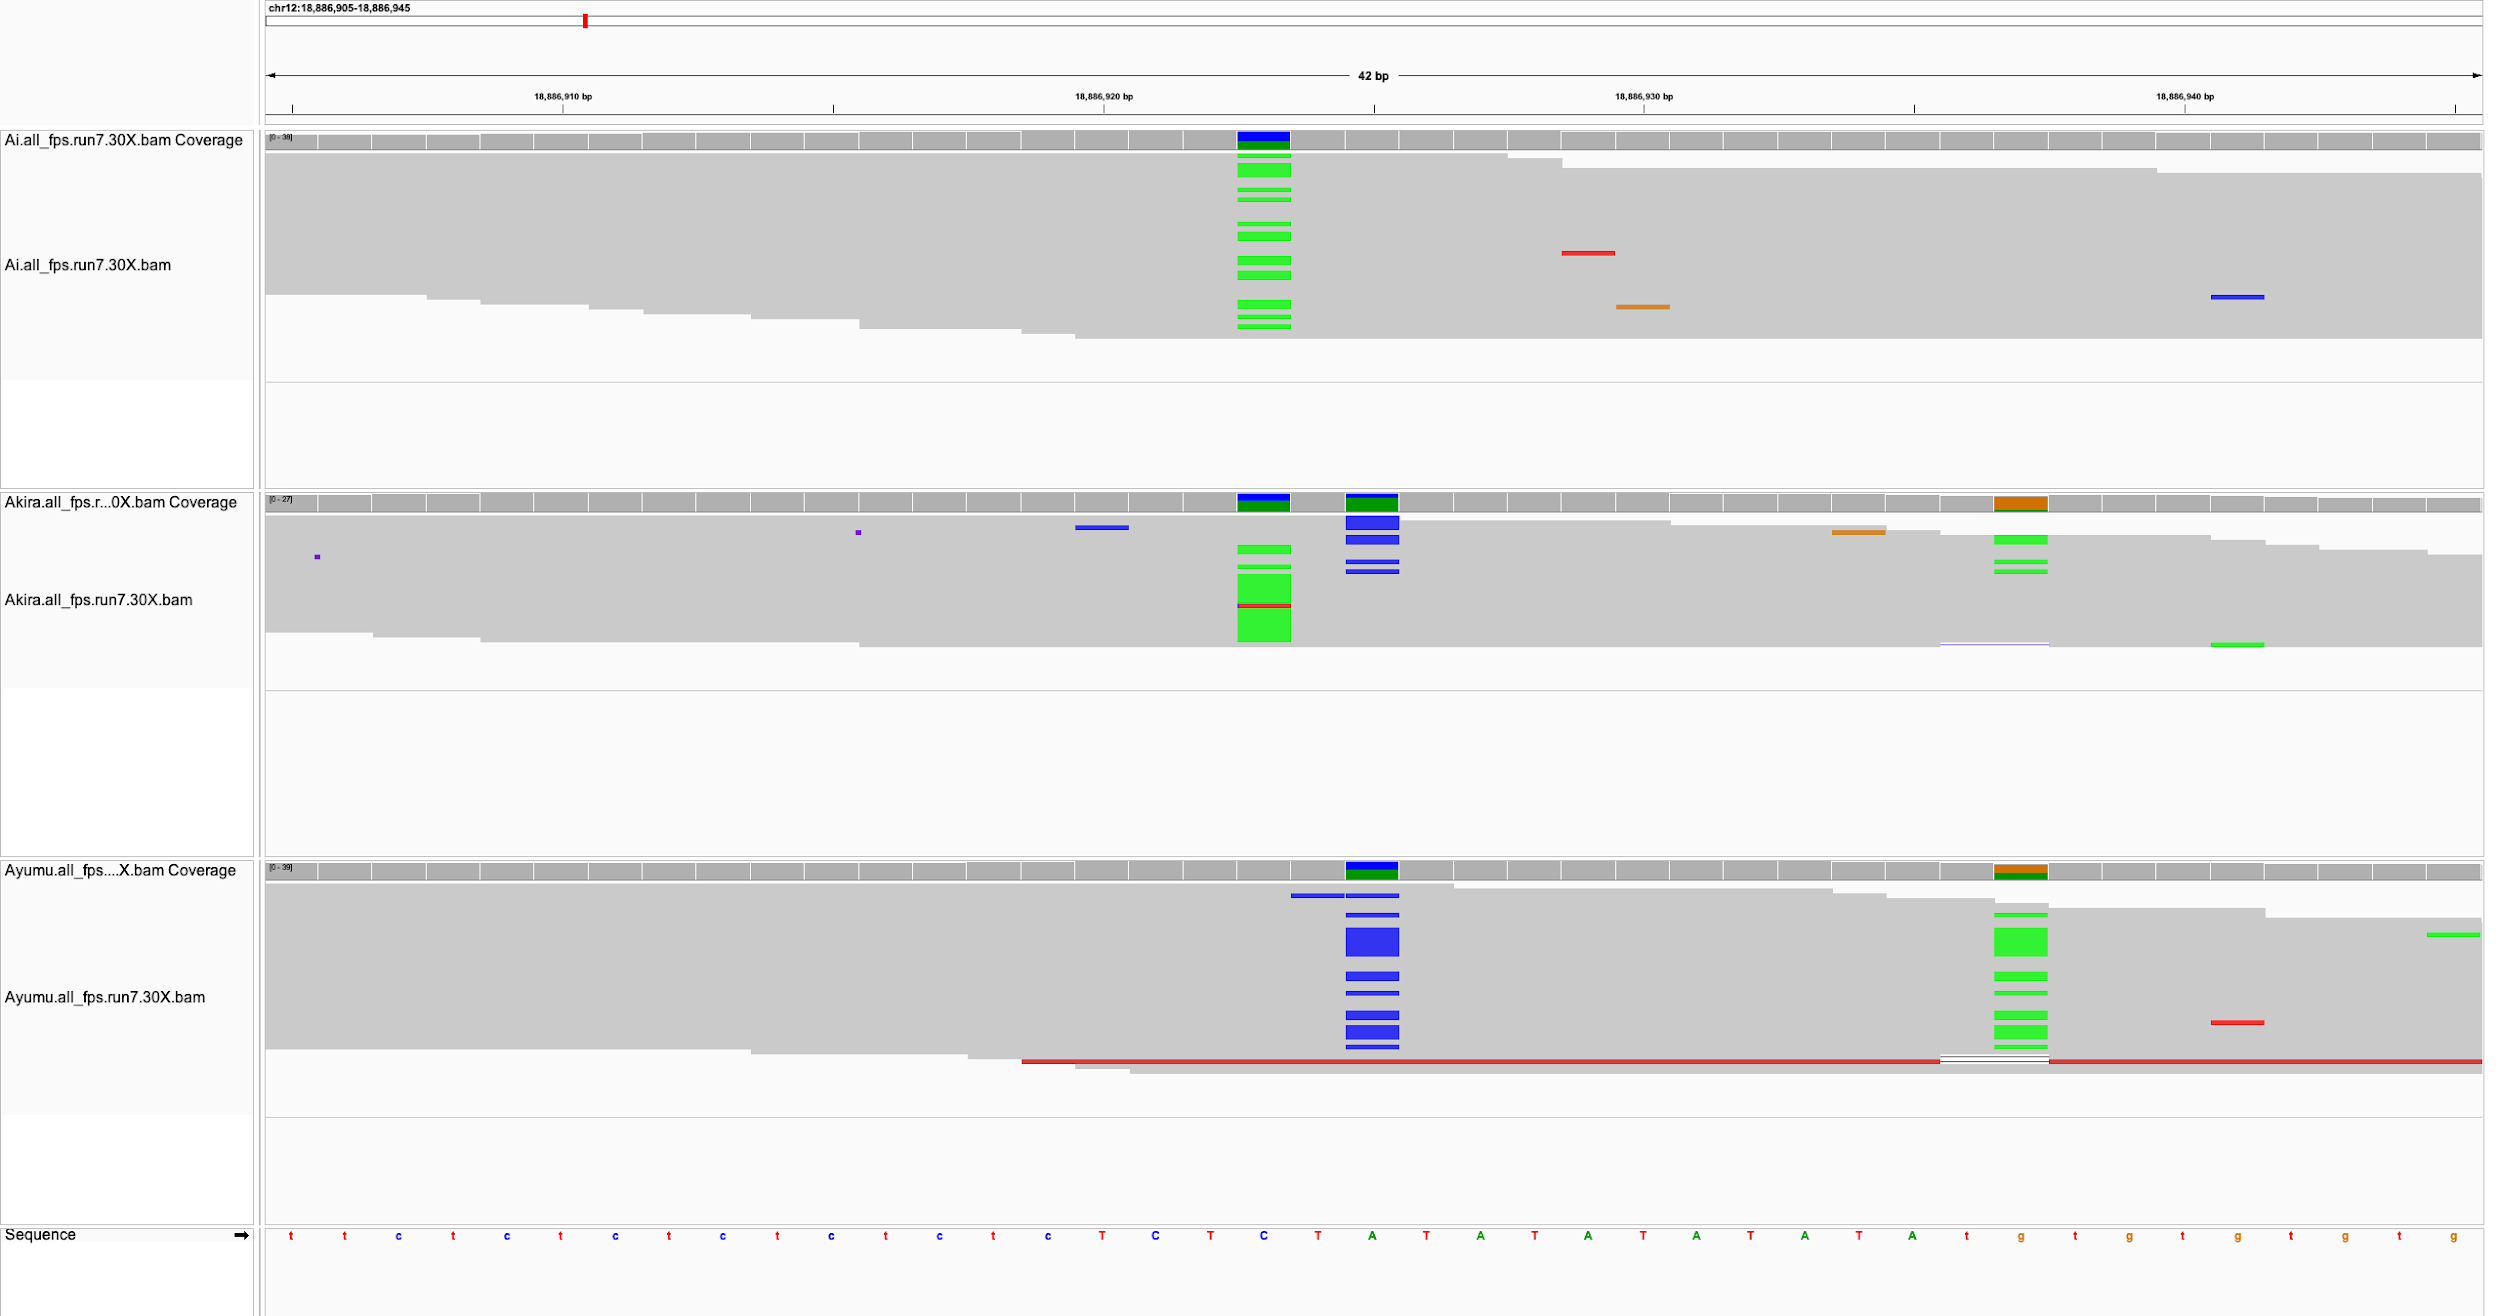 chr12:18,886,905-18,886,945
42 bp
18,886,910 bp 18,886,920 bp 18,886,930 bp 18,886,940 bp
Ai.all_fps.run7.30X.bam Coverage
[0 - 38]
Ai.all_fps.run7.30X.bam
Akira.all_fps.r...0X.bam Coverage
[0 - 27]
Akira.all_fps.run7.30X.bam
Ayumu.all_fps....X.bam Coverage
[0 - 39]
Ayumu.all_fps.run7.30X.bam
Sequence t t c t c t c t c t c t c t c T C T C T A T A T A T A T A T A t g t g t g t g t g